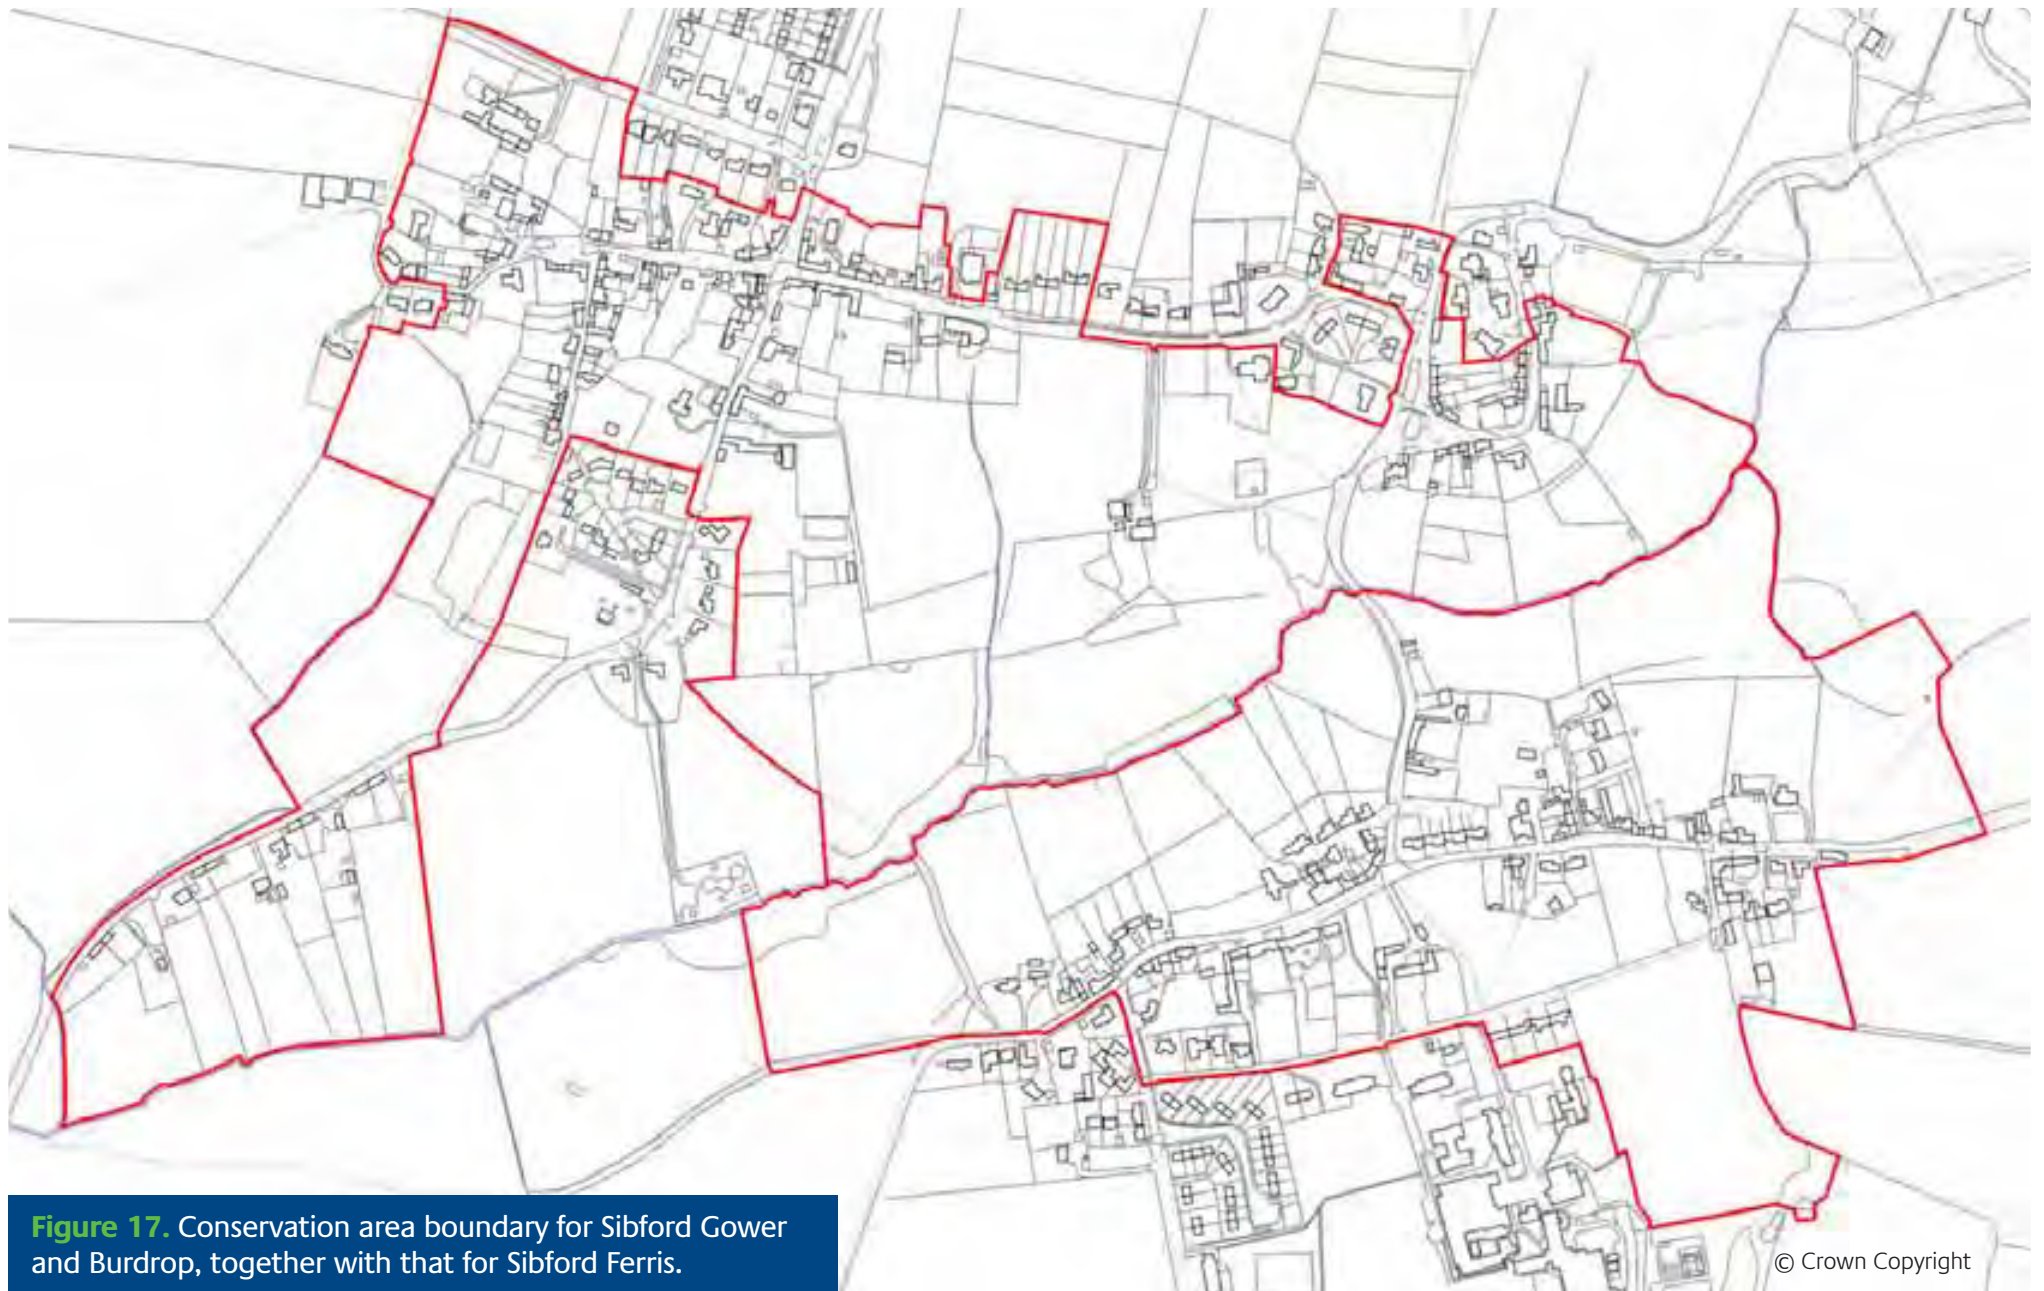 Figure 17. Conservation area boundary for Sibford Gower
and Burdrop, together with that for Sibford Ferris.
© Crown Copyright